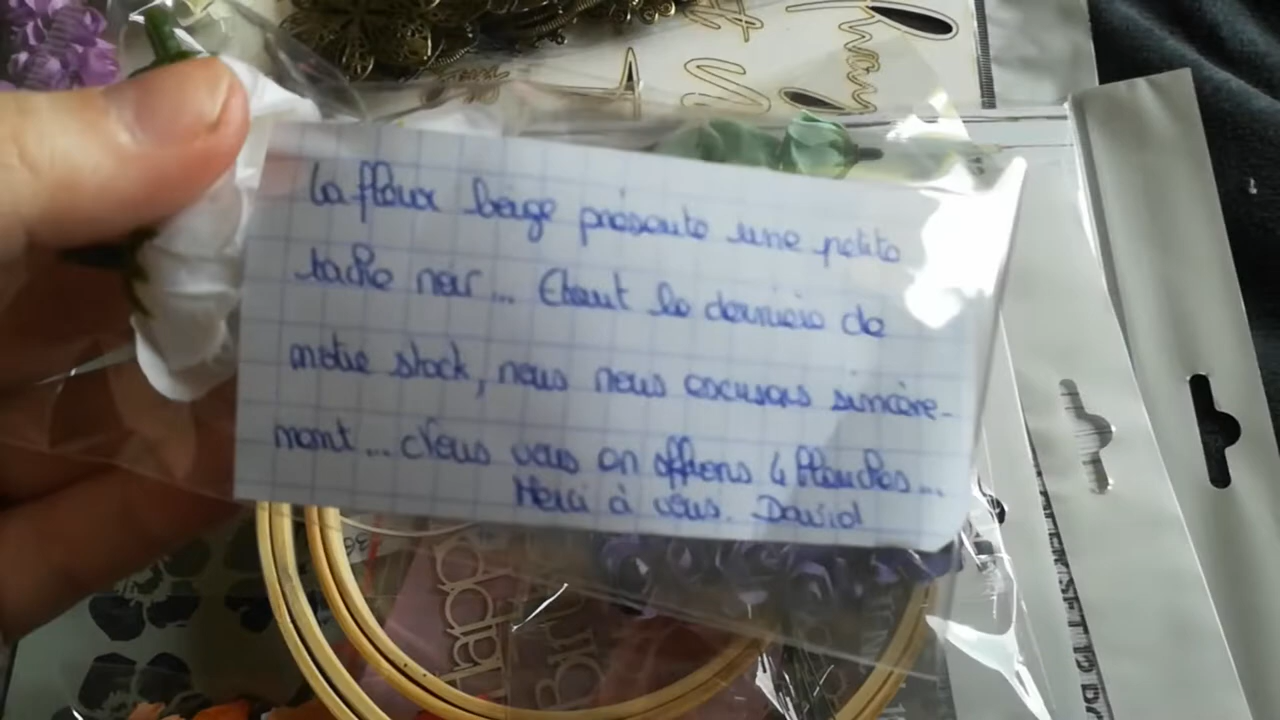 La fleur beige présente une petite
tache noir... Etant la dernière de
notre stock, nous nous excusons sincère-
ment... Nous vous en offrons 4 blanches...
Merci à vous. David